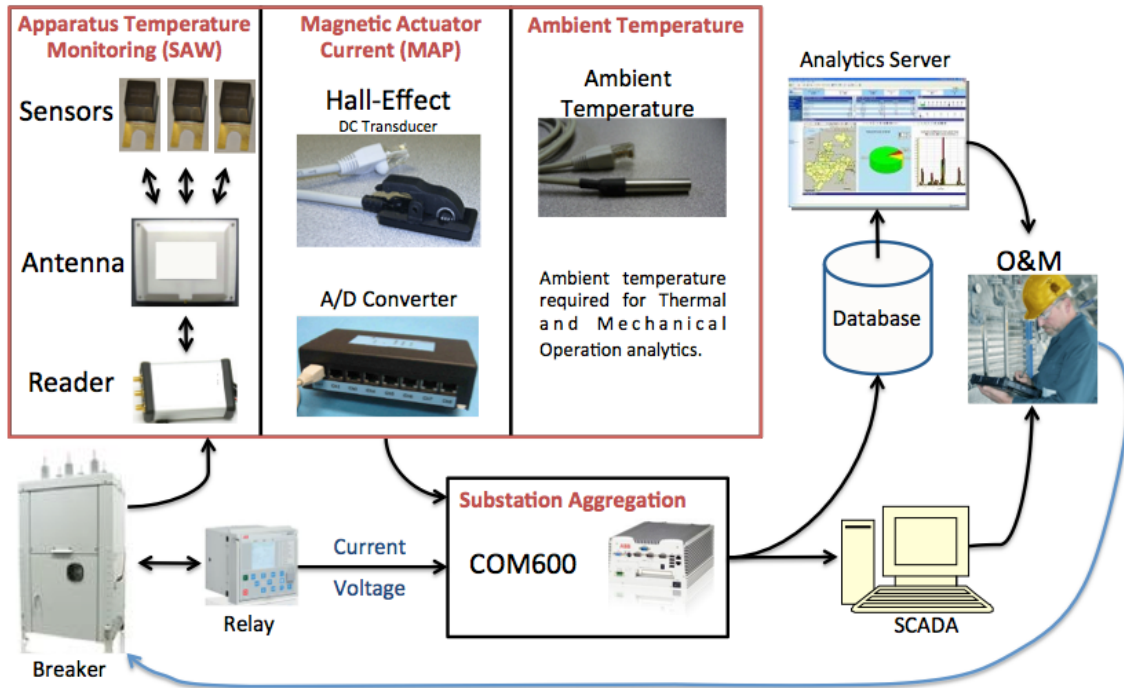 Apparatus Temperature
Monitoring (SAW)
Sensors
Antenna
Reader
Magnetic Actuator
Current (MAP)
Hall-Effect
DC Transducer
A/D Converter
Ambient Temperature
Ambient
Temperature
Ambient temperature
required for Thermal
and Mechanical
Operation analytics.
Analytics Server
Database
O&M
Breaker
Relay
Current
Voltage
Substation Aggregation
COM600
ABB
SCADA